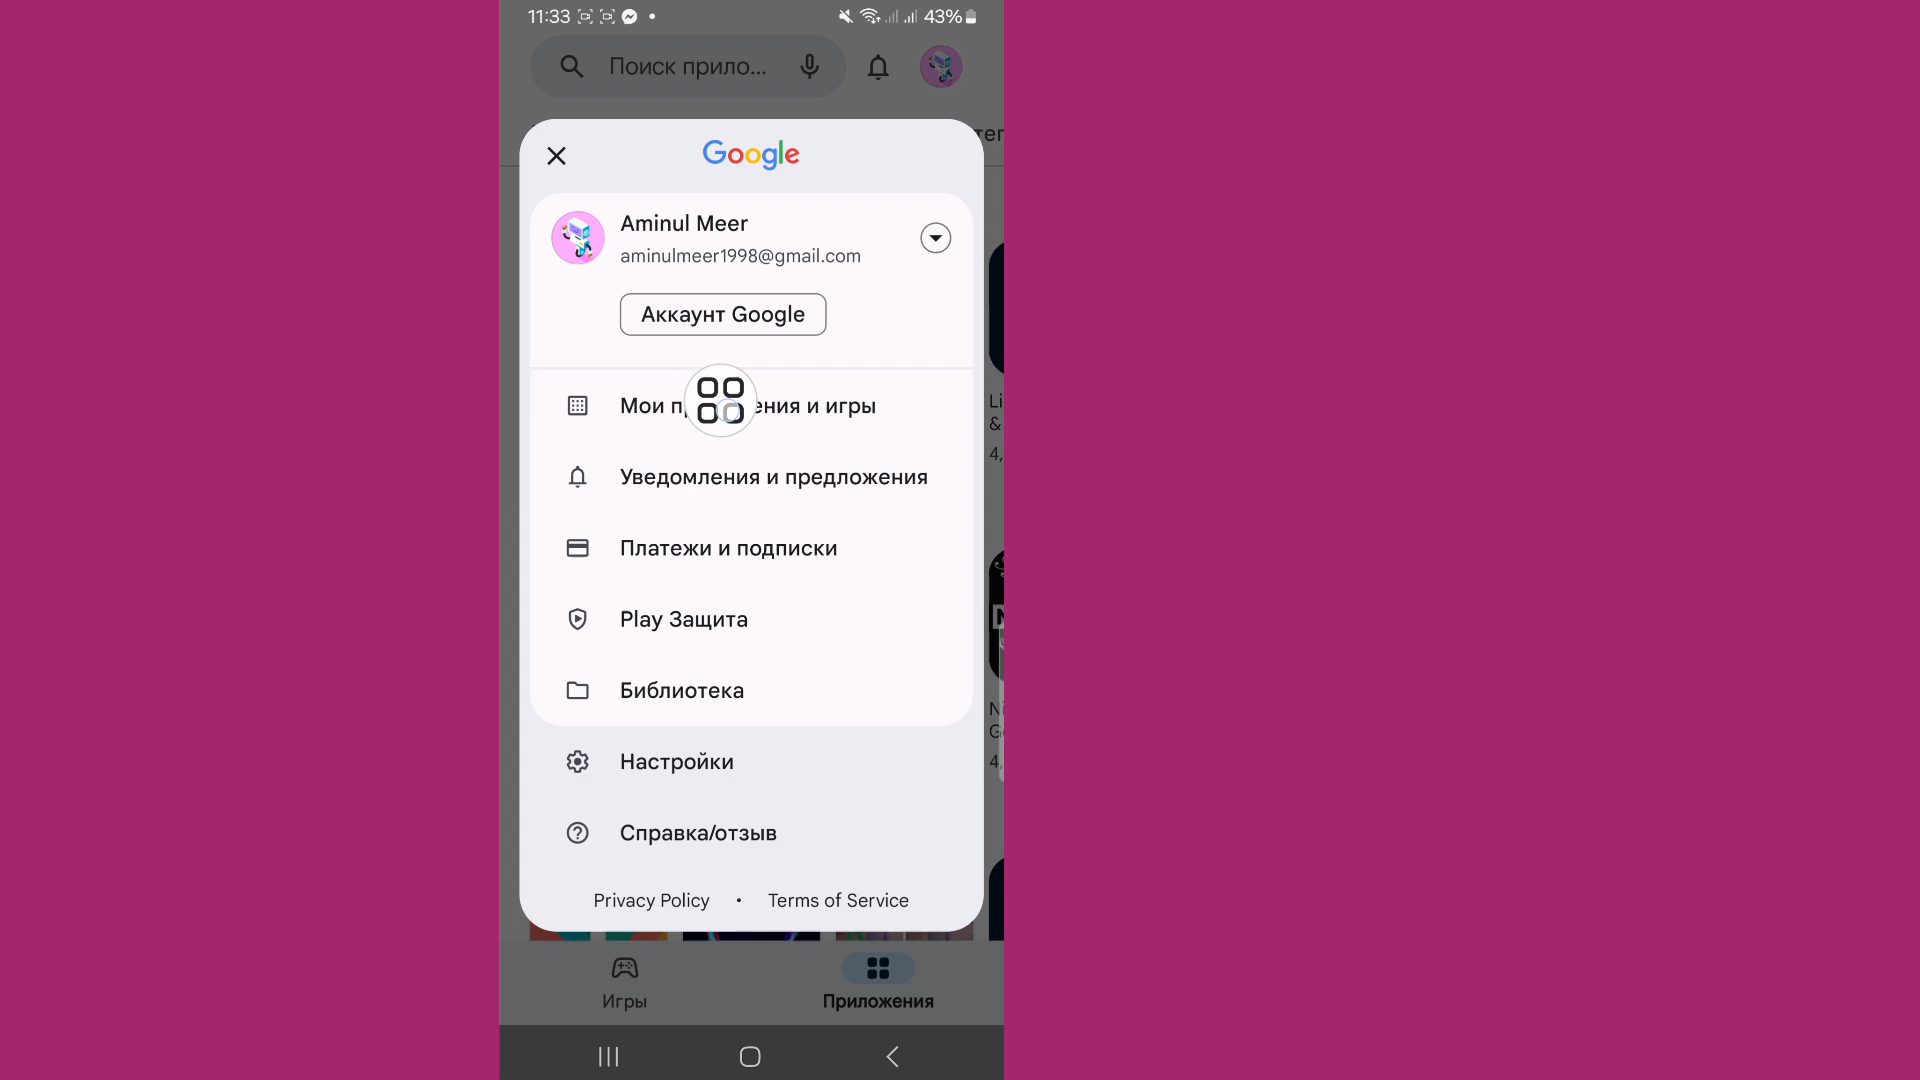 11:33
43%
Поиск прило...
Google
Aminul Meer
aminulmeer1998@gmail.com
Аккаунт Google
Мои п ения и игры
Уведомления и предложения
Платежи и подписки
Play Защита
Библиотека
Настройки
Справка/отзыв
Privacy Policy • Terms of Service
Игры
Приложения